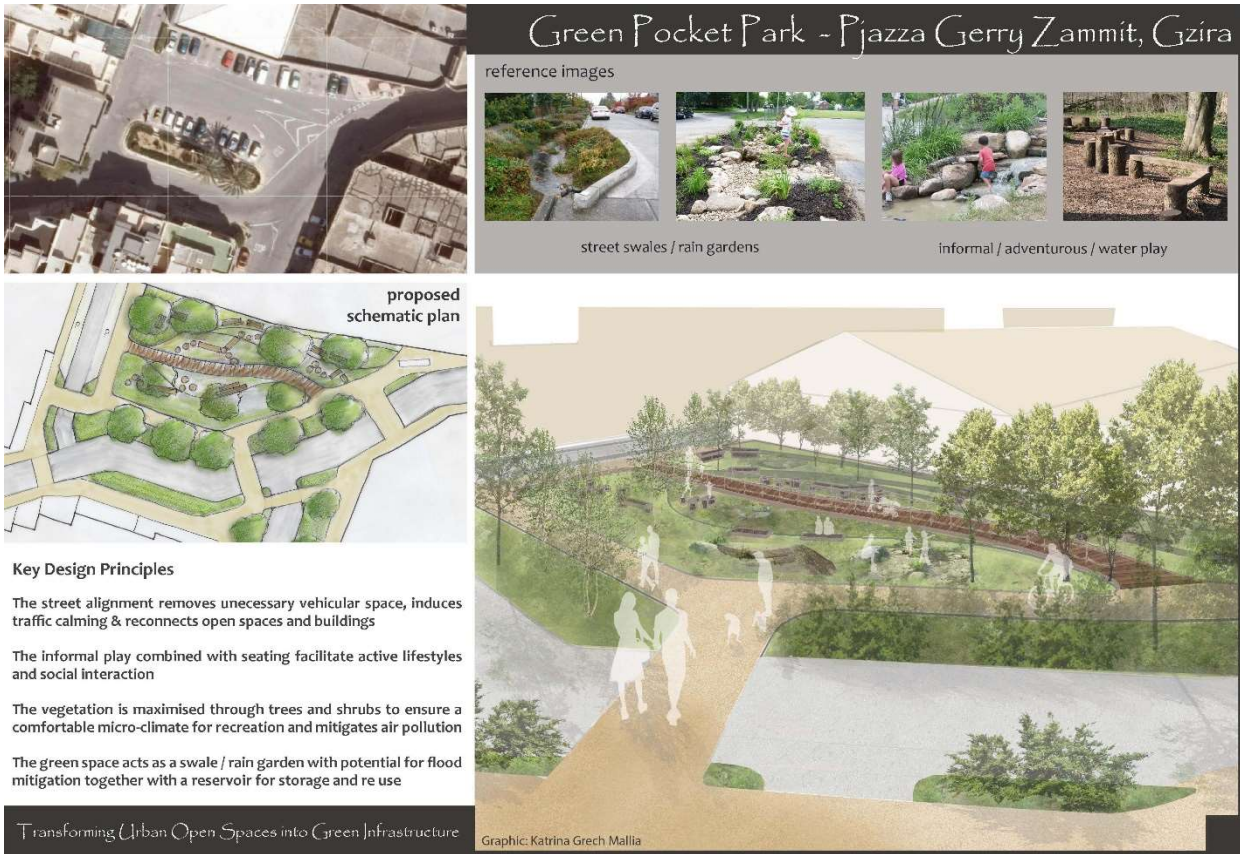 Green Pocket Park - Pjazza Gerry Zammit, Gzira
reference images
street swales / rain gardens
informal / adventurous / water play
proposed
schematic plan
Key Design Principles
The street alignment removes unecessary vehicular space, induces
traffic calming & reconnects open spaces and buildings
The informal play combined with seating facilitate active lifestyles
and social interaction
The vegetation is maximised through trees and shrubs to ensure a
comfortable micro-climate for recreation and mitigates air pollution
The green space acts as a swale / rain garden with potential for flood
mitigation together with a reservoir for storage and re use
Transforming Urban Open Spaces into Green Infrastructure
Graphic: Katrina Grech Mallia